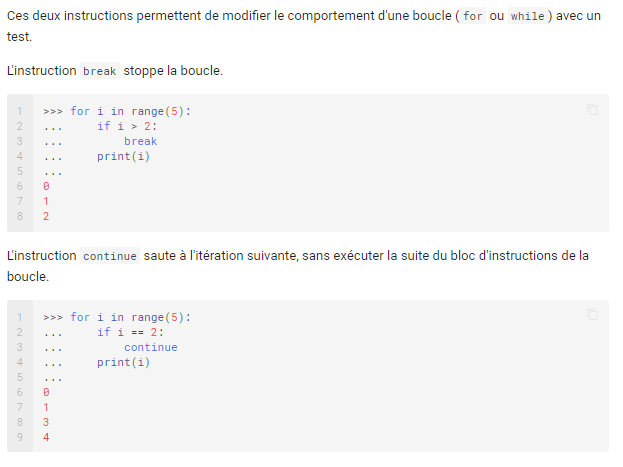 Ces deux instructions permettent de modifier le comportement d'une boucle ( for ou while ) avec un
test.
L'instruction break stoppe la boucle.
1 >>> for i in range(5):
2 ...     if i > 2:
3 ...         break
4 ...     print(i)
5 ...
6 0
7 1
8 2
L'instruction continue saute à l'itération suivante, sans exécuter la suite du bloc d'instructions de la
boucle.
1 >>> for i in range(5):
2 ...     if i == 2:
3 ...         continue
4 ...     print(i)
5 ...
6 0
7 1
8 3
9 4